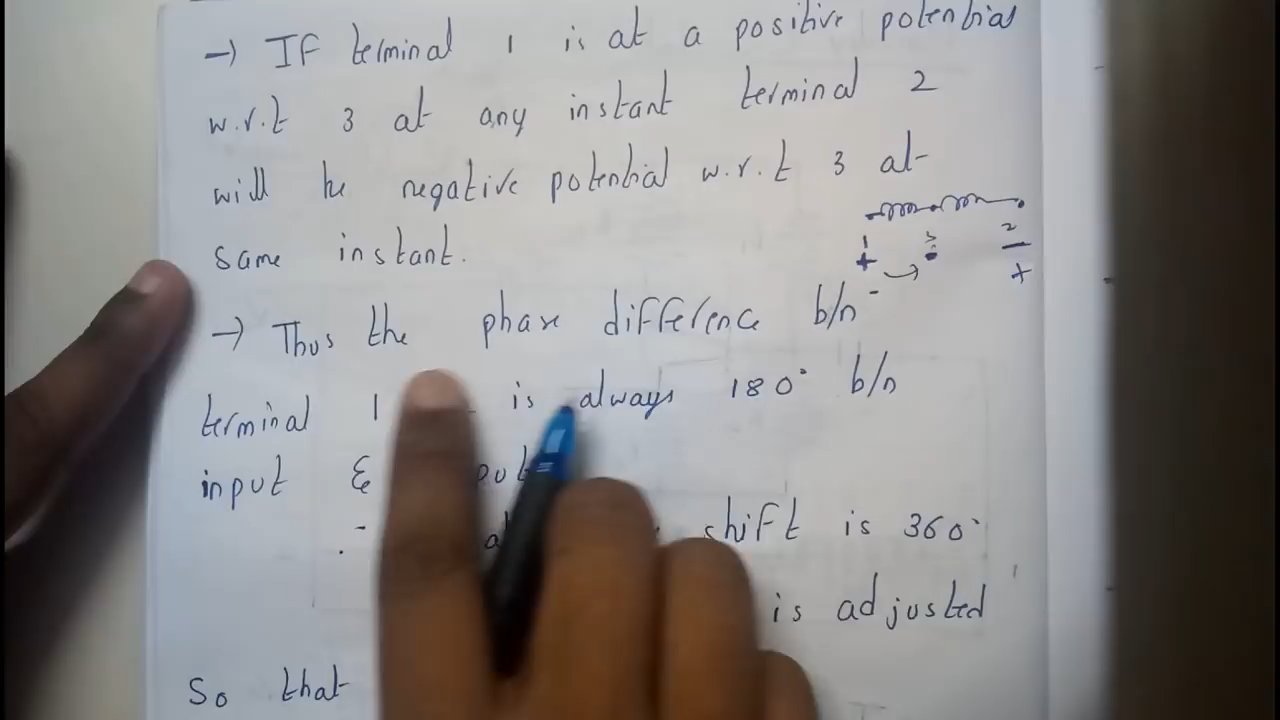 → IF terminal 1 is at a positive potential
w.r.t 3 at any instant terminal 2
will be negative potential w.r.t 3 at
same instant.
1 3 2
+ - +
→ Thus the phase difference b/n
terminal 1 is always 180° b/n
input &
shift is 360°
is adjusted
So that